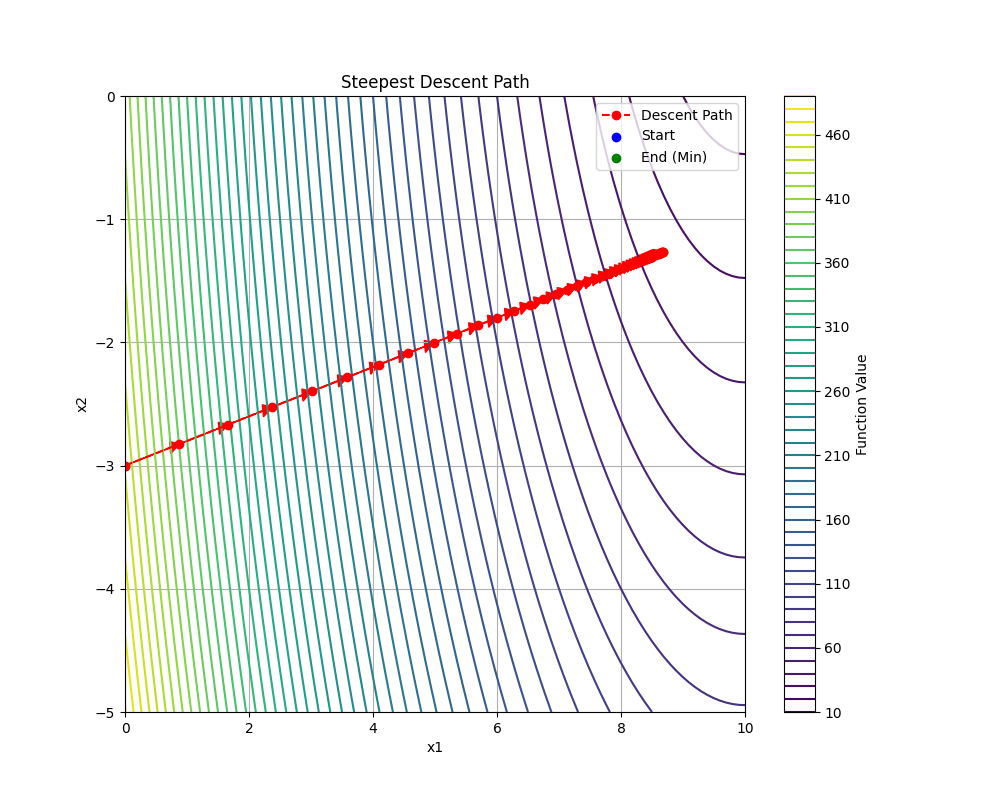 Steepest Descent Path
Descent Path
Start
End (Min)
0
−1
−2
−3
−4
−5
x2
0 2 4 6 8 10
x1
460
410
360
310
260
210
160
110
60
10
Function Value